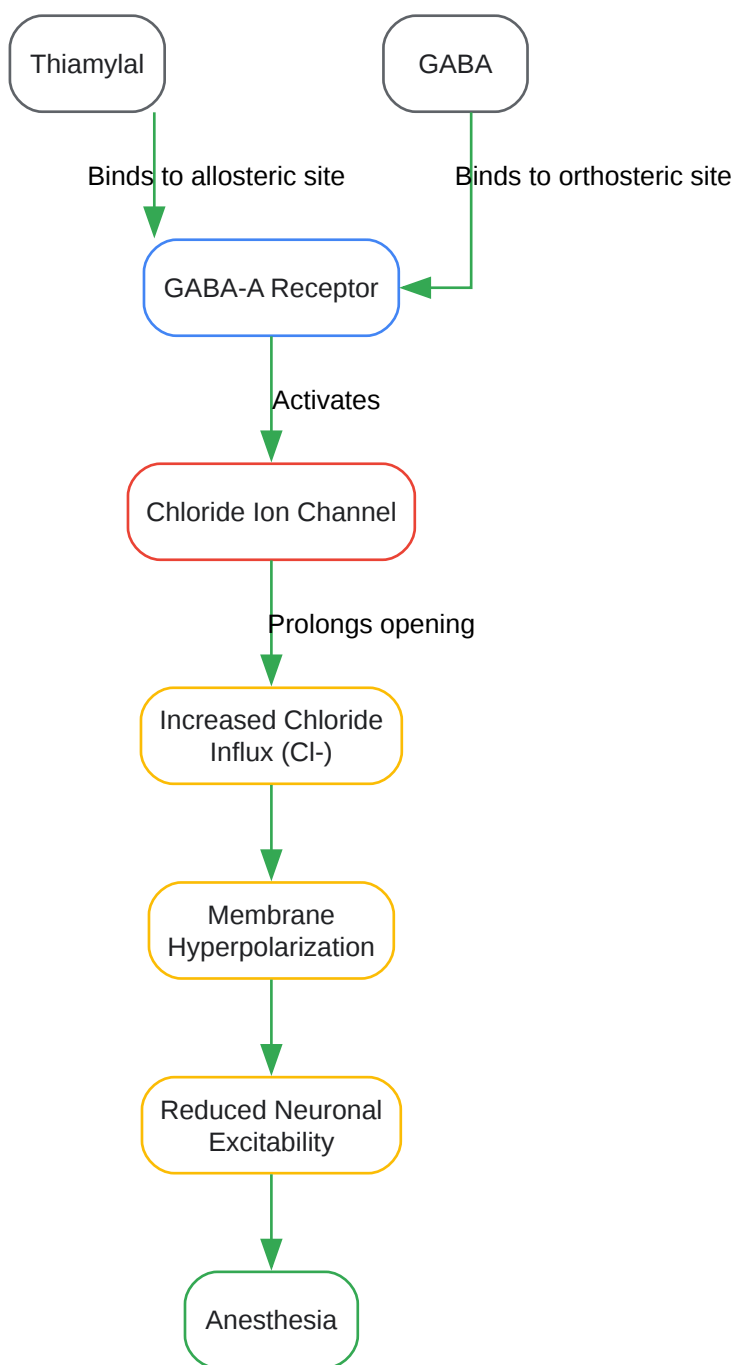 Thiamylal
GABA
Binds to allosteric site
Binds to orthosteric site
GABA-A Receptor
Activates
Chloride Ion Channel
Prolongs opening
Increased Chloride
Influx (Cl-)
Membrane
Hyperpolarization
Reduced Neuronal
Excitability
Anesthesia